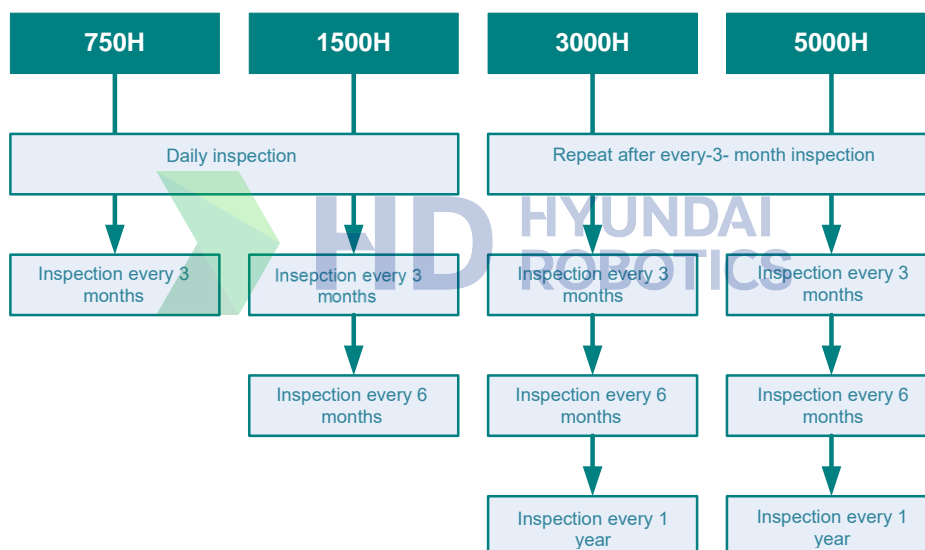 750H
1500H
3000H
5000H
Daily inspection
Repeat after every-3- month inspection
HD HYUNDAI
ROBOTICS
Inspection every 3
months
Insepction every 3
months
Inspection every 3
months
Inspection every 3
months
Inspection every 6
months
Inspection every 6
months
Inspection every 6
months
Inspection every 1
year
Inspection every 1
year